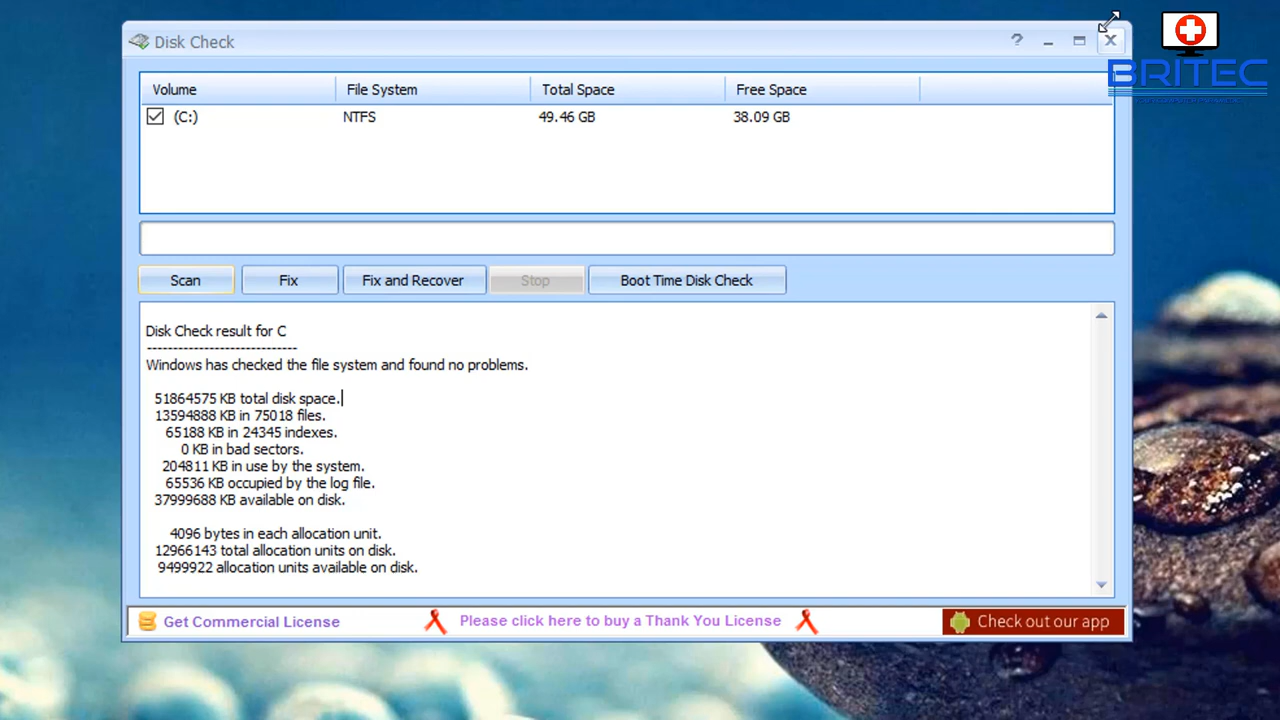 Disk Check
BRITEC
Volume File System Total Space Free Space
(C:) NTFS 49.46 GB 38.09 GB
Scan Fix Fix and Recover Stop Boot Time Disk Check
Disk Check result for C
-----------------------------
Windows has checked the file system and found no problems.
51864575 KB total disk space.
13594888 KB in 75018 files.
65188 KB in 24345 indexes.
0 KB in bad sectors.
204811 KB in use by the system.
65536 KB occupied by the log file.
37999688 KB available on disk.
4096 bytes in each allocation unit.
12966143 total allocation units on disk.
9499922 allocation units available on disk.
Get Commercial License Please click here to buy a Thank You License Check out our app